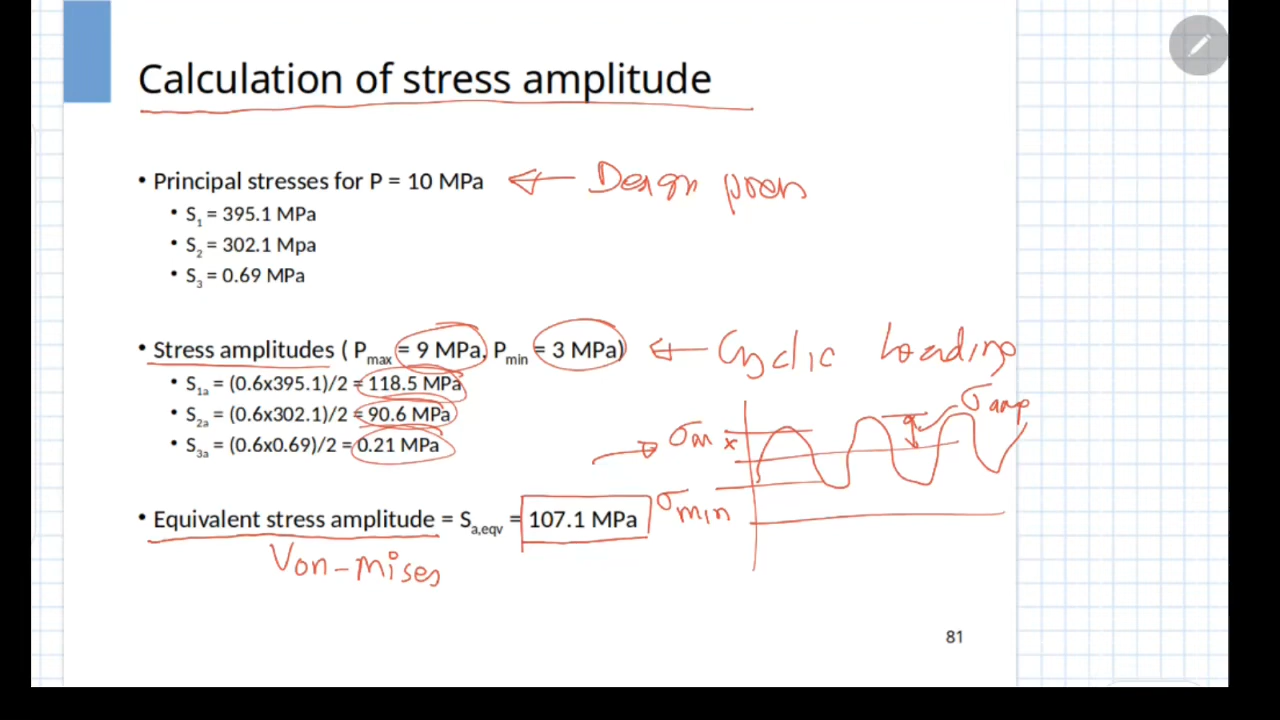 Calculation of stress amplitude
• Principal stresses for P = 10 MPa ← Design
• S1 = 395.1 MPa
• S2 = 302.1 Mpa
• S3 = 0.69 MPa
• Stress amplitudes ( Pmax = 9 MPa, Pmin = 3 MPa) ← Cyclic Loading
• S1a = (0.6x395.1)/2 = 118.5 MPa
• S2a = (0.6x302.1)/2 = 90.6 MPa
σamp
• S3a = (0.6x0.69)/2 = 0.21 MPa
σm x
σmin
• Equivalent stress amplitude = Sa,eqv = 107.1 MPa
Von-mises
81